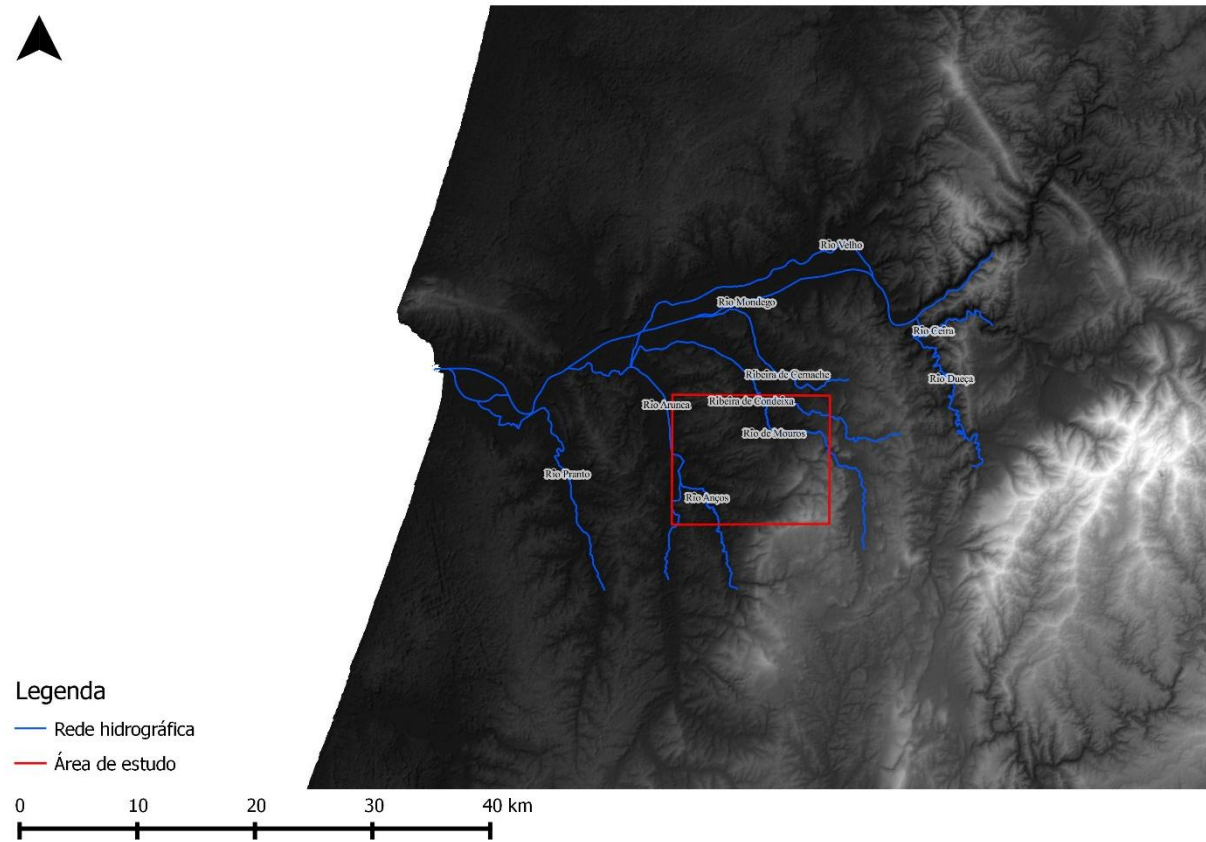 Rio Velho
Rio Mondego
Rio Ceira
Ribeira de Cernache
Rio Dueça
Ribeira de Condeixa
Rio Arunca
Rio de Mouros
Rio Pranto
Rio Anços
Legenda
Rede hidrográfica
Área de estudo
0 10 20 30 40 km